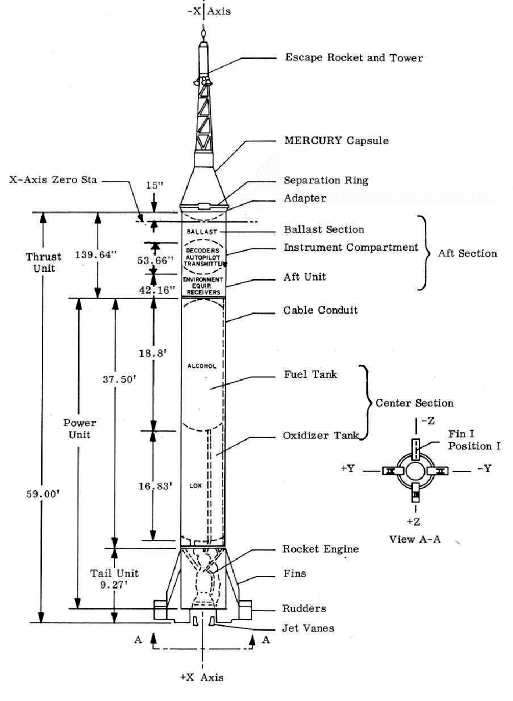 -X Axis
Escape Rocket and Tower
MERCURY Capsule
X-Axis Zero Sta
15"
Separation Ring
Adapter
BALLAST
Ballast Section
Thrust
Unit
139.64"
53.66"
DECODERS
AUTOPILOT
TRANSMITTER
Instrument Compartment
Aft Section
42.16"
ENVIRONMENT
EQUIP.
RECEIVERS
Aft Unit
Cable Conduit
18.8'
ALCOHOL
37.50'
Fuel Tank
Center Section
Power
Unit
Oxidizer Tank
-Z
Fin I
Position I
+Y
-Y
+Z
View A-A
59.00'
16.83'
LOX
Rocket Engine
Tail Unit
9.27'
Fins
Rudders
Jet Vanes
A
A
+X Axis